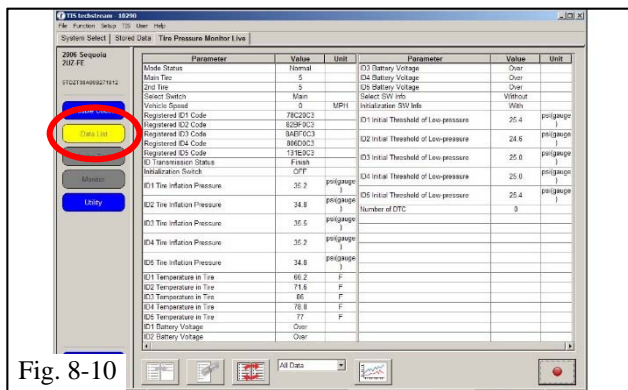 TIS techstream - 10290
File Function Setup TIS User Help
System Select Stored Data Tire Pressure Monitor Live
2006 Sequoia
2UZ-FE
Parameter Value Unit
Mode Status Normal
Main Tire 5
2nd Tire 5
Select Switch Main
Vehicle Speed 0 MPH
Registered ID1 Code 78C20C3
Registered ID2 Code 829F0C3
Registered ID3 Code 8ABF0C3
Registered ID4 Code 806D0C3
Registered ID5 Code 131E0C3
ID Transmission Status Finish
Initialization Switch OFF
ID1 Tire Inflation Pressure 35.2 psi(gauge)
ID2 Tire Inflation Pressure 34.8 psi(gauge)
ID3 Tire Inflation Pressure 35.5 psi(gauge)
ID4 Tire Inflation Pressure 35.2 psi(gauge)
ID5 Tire Inflation Pressure 34.8 psi(gauge)
ID1 Temperature in Tire 66.2 F
ID2 Temperature in Tire 71.6 F
ID3 Temperature in Tire 86 F
ID4 Temperature in Tire 78.8 F
ID5 Temperature in Tire 77 F
ID1 Battery Voltage Over
ID2 Battery Voltage Over
Parameter Value Unit
ID3 Battery Voltage Over
ID4 Battery Voltage Over
ID5 Battery Voltage Over
Select SW Info Without
Initialization SW Info With
ID1 Initial Threshold of Low-pressure 25.4 psi(gauge)
ID2 Initial Threshold of Low-pressure 24.6 psi(gauge)
ID3 Initial Threshold of Low-pressure 25.0 psi(gauge)
ID4 Initial Threshold of Low-pressure 25.0 psi(gauge)
ID5 Initial Threshold of Low-pressure 25.4 psi(gauge)
Number of DTC 0
Trouble Codes
Data List
Monitor
Utility
All Data
Fig. 8-10